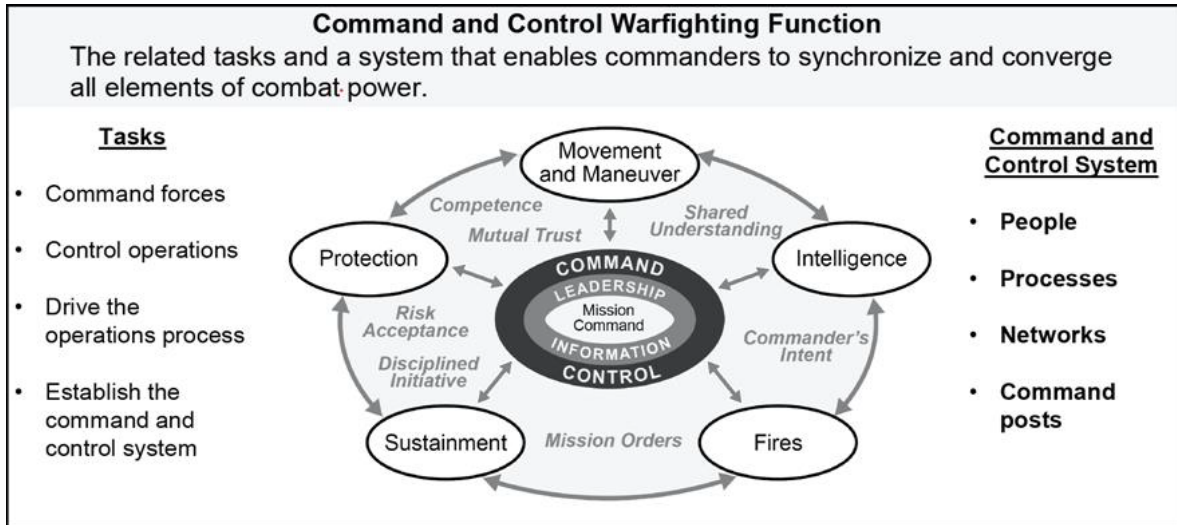 Command and Control Warfighting Function
The related tasks and a system that enables commanders to synchronize and converge
all elements of combat power.
Tasks
• Command forces
• Control operations
• Drive the
operations process
• Establish the
command and
control system
Movement
and Maneuver
Competence
Mutual Trust
Shared
Understanding
Protection
Intelligence
COMMAND
LEADERSHIP
Mission
Command
INFORMATION
CONTROL
Risk
Acceptance
Disciplined
Initiative
Commander's
Intent
Sustainment
Mission Orders
Fires
Command and
Control System
• People
• Processes
• Networks
• Command
posts